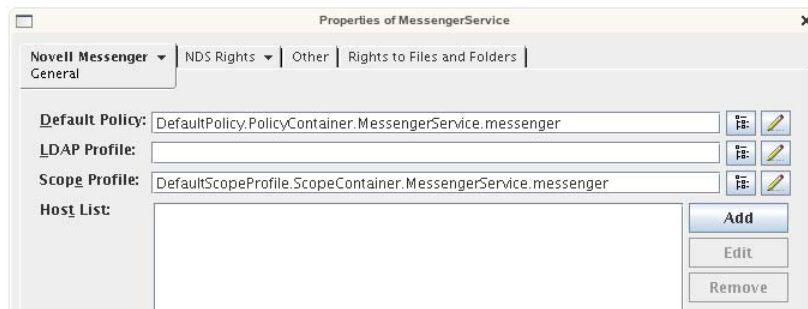 Properties of MessengerService
Novell Messenger NDS Rights Other Rights to Files and Folders
General
Default Policy: DefaultPolicy.PolicyContainer.MessengerService.messenger
LDAP Profile:
Scope Profile: DefaultScopeProfile.ScopeContainer.MessengerService.messenger
Host List:
Add
Edit
Remove